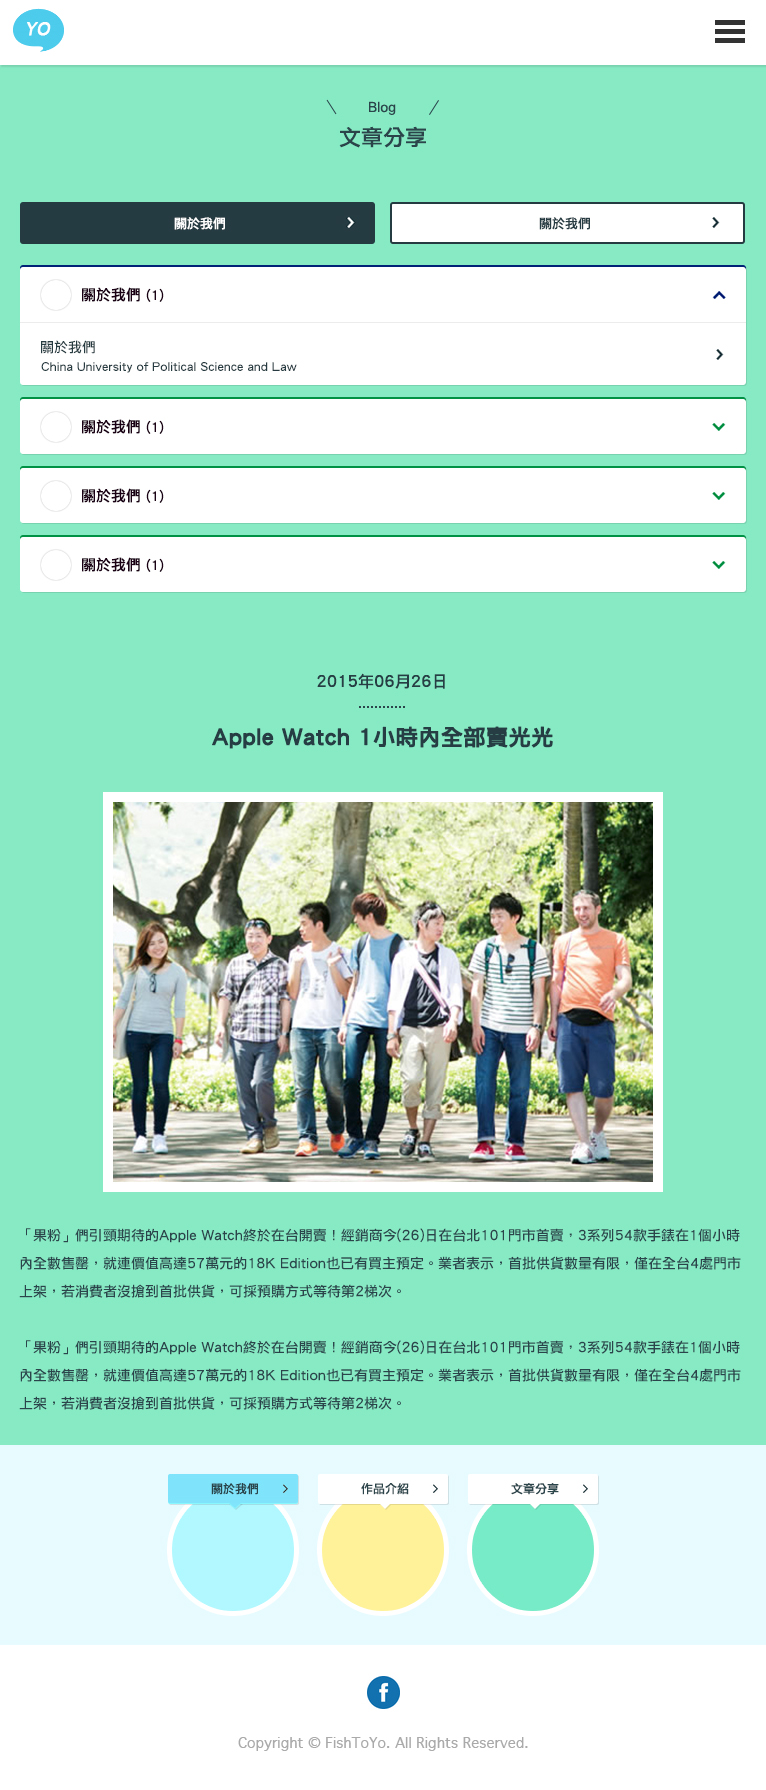 YO
Blog
文章分享
關於我們
關於我們
關於我們 (1)
關於我們
China University of Political Science and Law
關於我們 (1)
關於我們 (1)
關於我們 (1)
2015年06月26日
Apple Watch 1小時內全部賣光光
「果粉」們引頸期待的Apple Watch終於在台開賣！經銷商今(26)日在台北101門市首賣，3系列54款手錶在1個小時
內全數售罄，就連價值高達57萬元的18K Edition也已有買主預定。業者表示，首批供貨數量有限，僅在全台4處門市
上架，若消費者沒搶到首批供貨，可採預購方式等待第2梯次。
「果粉」們引頸期待的Apple Watch終於在台開賣！經銷商今(26)日在台北101門市首賣，3系列54款手錶在1個小時
內全數售罄，就連價值高達57萬元的18K Edition也已有買主預定。業者表示，首批供貨數量有限，僅在全台4處門市
上架，若消費者沒搶到首批供貨，可採預購方式等待第2梯次。
關於我們
作品介紹
文章分享
Copyright © FishToYo. All Rights Reserved.